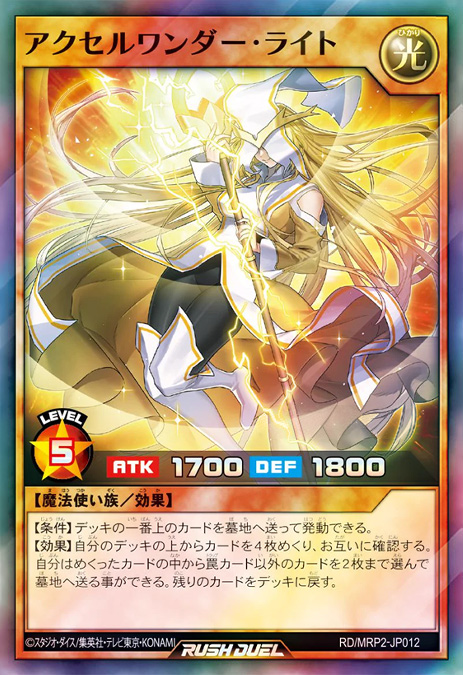 アクセルワンダー・ライト
ひかり
光
LEVEL
5
ATK 1700 DEF 1800
【魔法使い族／効果】
【条件】デッキの一番上のカードを墓地へ送って発動できる。
【効果】自分のデッキの上からカードを４枚めくり、お互いに確認する。
自分はめくったカードの中から罠カード以外のカードを２枚まで選んで
墓地へ送る事ができる。残りのカードをデッキに戻す。
©スタジオ・ダイス/集英社・テレビ東京・KONAMI
RUSH DUEL
RD/MRP2-JP012